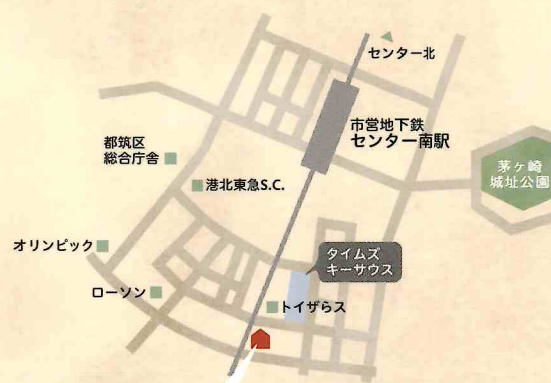 センター北
市営地下鉄
センター南駅
茅ヶ崎
城址公園
都筑区
総合庁舎
港北東急S.C.
オリンピック
タイムズ
キーサウス
ローソン
トイザらス